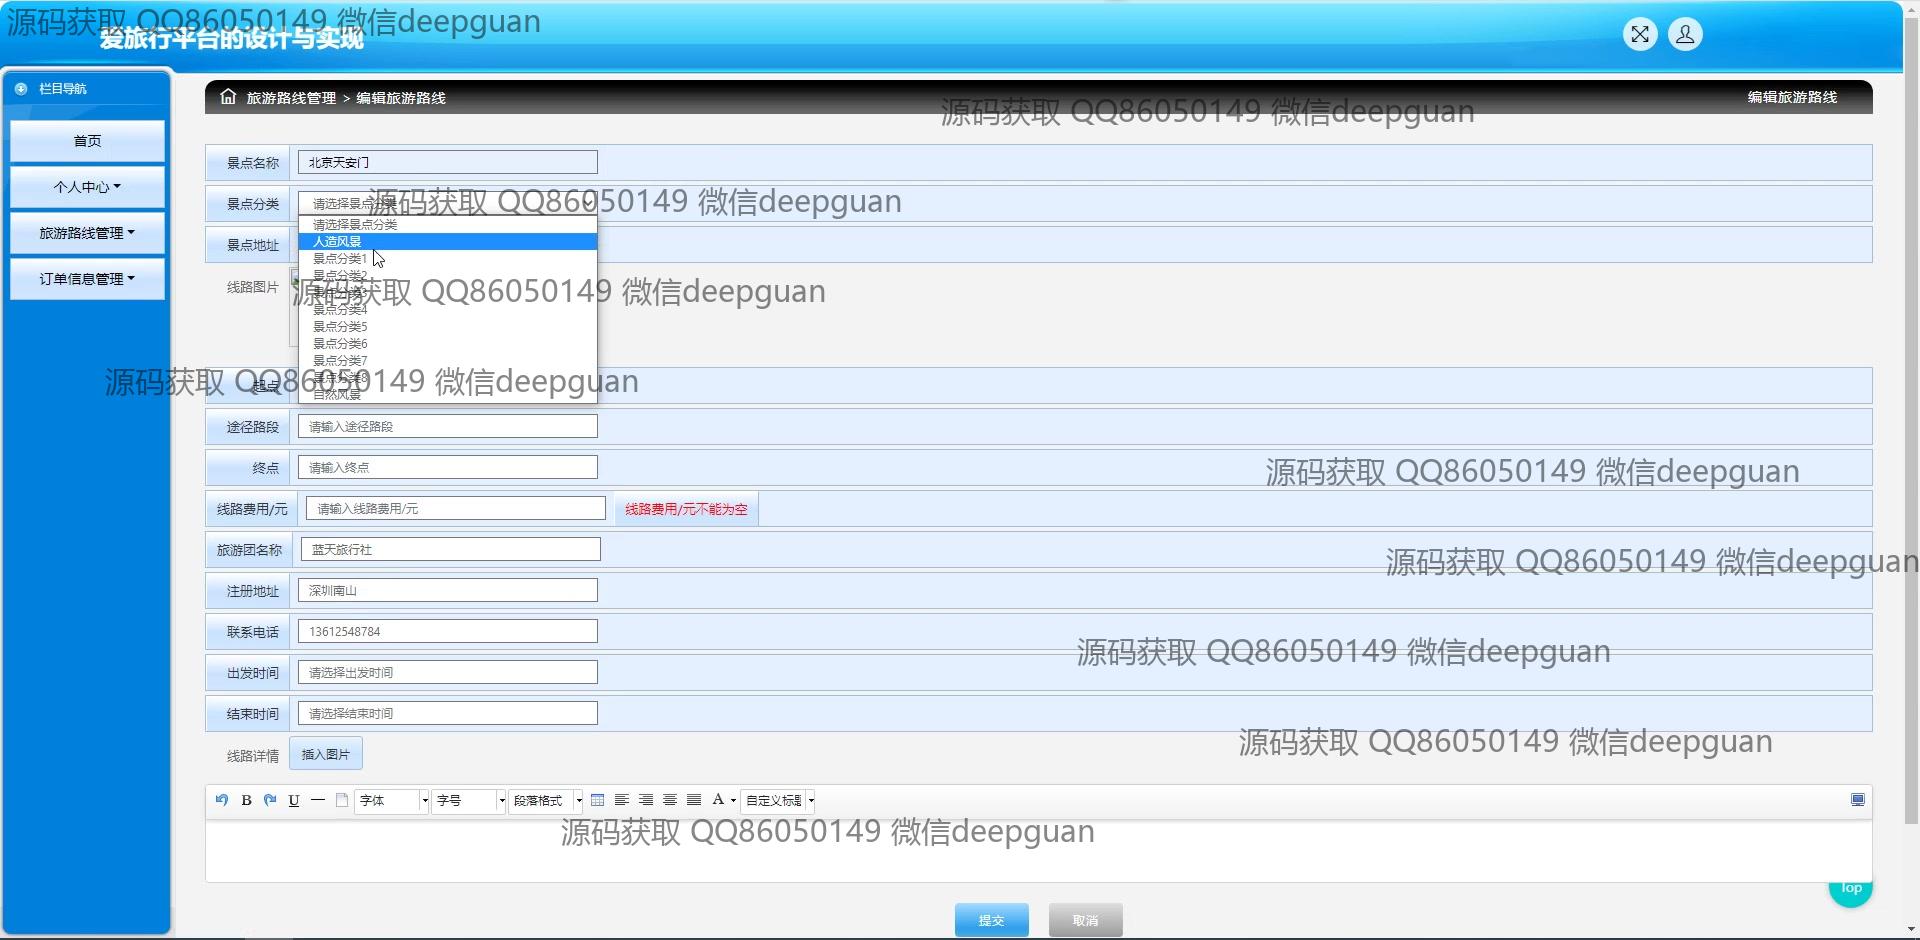 源码获取 QQ86050149 微信deepguan
爱旅行平台的设计与实现
栏目导航
首页
个人中心
旅游路线管理
订单信息管理
旅游路线管理 > 编辑旅游路线
编辑旅游路线
源码获取 QQ86050149 微信deepguan
景点名称 北京天安门
景点分类 请选择景点分类
源码获取 QQ86050149 微信deepguan
请选择景点分类
人造风景
景点地址
景点分类1
景点分类2
线路图片
源码获取 QQ86050149 微信deepguan
景点分类4
景点分类5
景点分类6
景点分类7
起点
源码获取 QQ86050149 微信deepguan
自然风景
途径路段 请输入途径路段
终点 请输入终点
源码获取 QQ86050149 微信deepguan
线路费用/元 请输入线路费用/元 线路费用/元不能为空
旅游团名称 蓝天旅行社
源码获取 QQ86050149 微信deepguan
注册地址 深圳南山
联系电话 13612548784
源码获取 QQ86050149 微信deepguan
出发时间 请选择出发时间
结束时间 请选择结束时间
源码获取 QQ86050149 微信deepguan
线路详情 插入图片
B U 字体 字号 段落格式 A 自定义标题
源码获取 QQ86050149 微信deepguan
Top
提交 取消